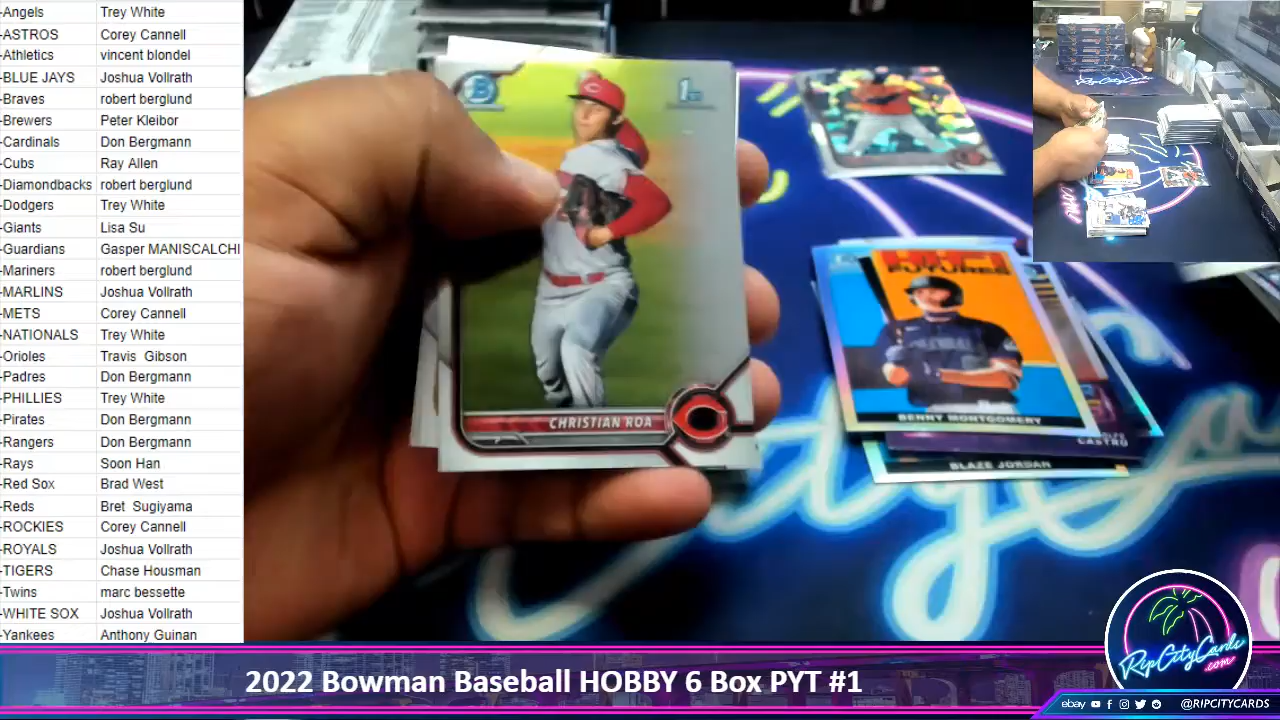 -Angels Trey White
-ASTROS Corey Cannell
-Athletics vincent blondel
-BLUE JAYS Joshua Vollrath
-Braves robert berglund
-Brewers Peter Kleibor
-Cardinals Don Bergmann
-Cubs Ray Allen
-Diamondbacks robert berglund
-Dodgers Trey White
-Giants Lisa Su
-Guardians Gasper MANISCALCHI
-Mariners robert berglund
-MARLINS Joshua Vollrath
-METS Corey Cannell
-NATIONALS Trey White
-Orioles Travis Gibson
-Padres Don Bergmann
-PHILLIES Trey White
-Pirates Don Bergmann
-Rangers Don Bergmann
-Rays Soon Han
-Red Sox Brad West
-Reds Bret Sugiyama
-ROCKIES Corey Cannell
-ROYALS Joshua Vollrath
-TIGERS Chase Housman
-Twins marc bessette
-WHITE SOX Joshua Vollrath
-Yankees Anthony Guinan
B
1st
CHRISTIAN ROA
FUTURES
BENNY MONTGOMERY
CASTRO
BLAZE JORDAN
RipCityCards
.com
2022 Bowman Baseball HOBBY 6 Box PYT #1
ebay @RIPCITYCARDS